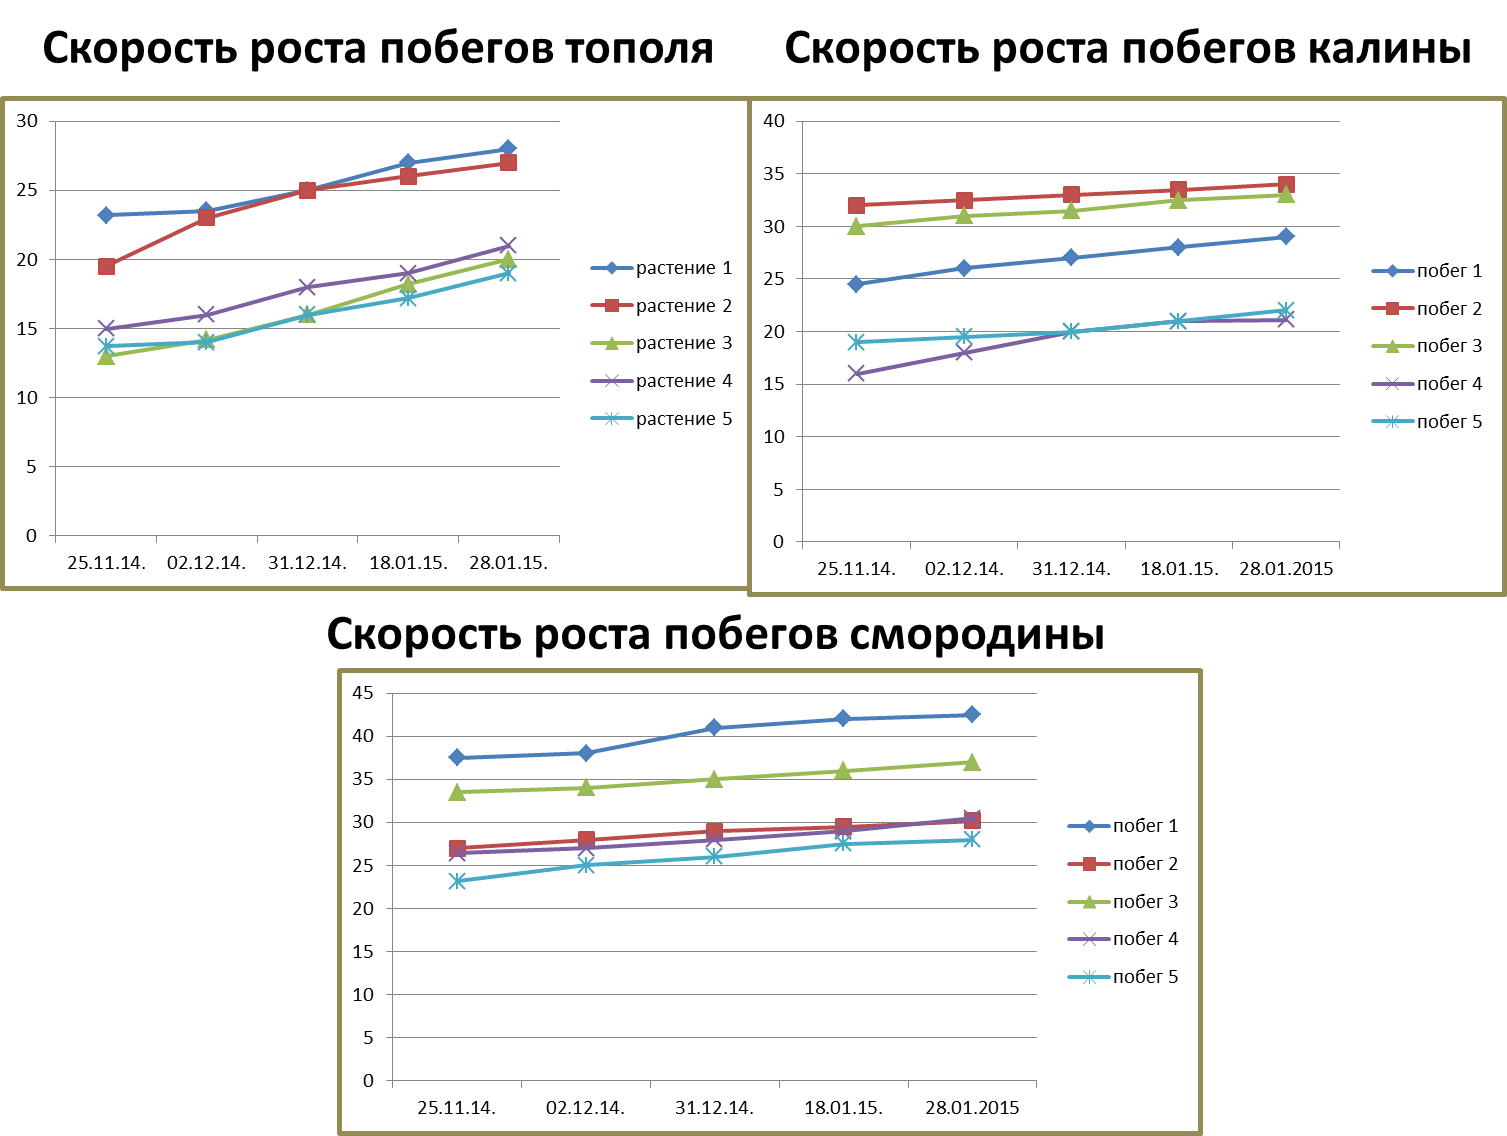 Скорость роста побегов тополя
30
25
20
15
10
5
0
25.11.14. 02.12.14. 31.12.14. 18.01.15. 28.01.15.
растение 1
растение 2
растение 3
растение 4
растение 5
Скорость роста побегов калины
40
35
30
25
20
15
10
5
0
25.11.14. 02.12.14. 31.12.14. 18.01.15. 28.01.2015
побег 1
побег 2
побег 3
побег 4
побег 5
Скорость роста побегов смородины
45
40
35
30
25
20
15
10
5
0
25.11.14. 02.12.14. 31.12.14. 18.01.15. 28.01.2015
побег 1
побег 2
побег 3
побег 4
побег 5